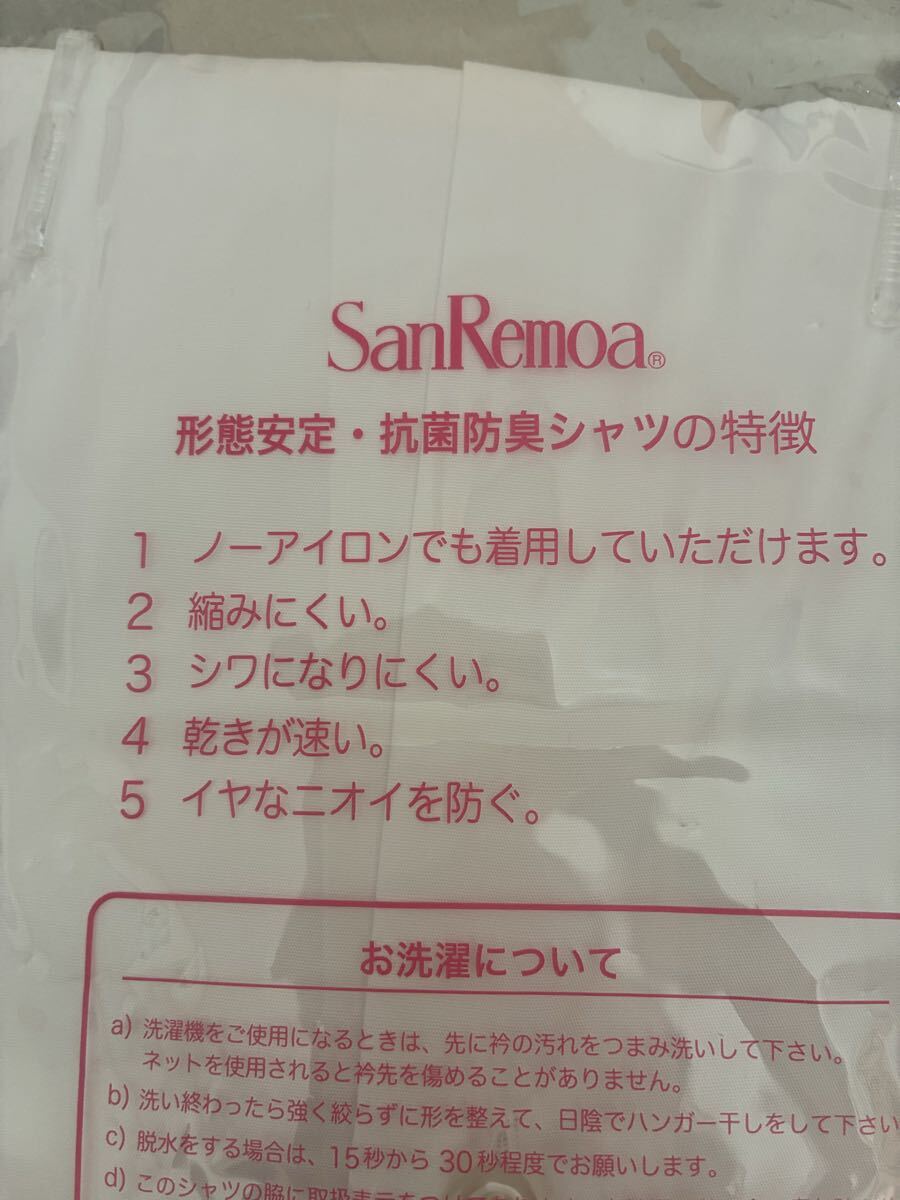 SanRemoa®
形態安定・抗菌防臭シャツの特徴
1 ノーアイロンでも着用していただけます。
2 縮みにくい。
3 シワになりにくい。
4 乾きが速い。
5 イヤなニオイを防ぐ。
お洗濯について
a) 洗濯機をご使用になるときは、先に衿の汚れをつまみ洗いして下さい。
ネットを使用されると衿先を傷めることがありません。
b) 洗い終わったら強く絞らずに形を整えて、日陰でハンガー干しをして下さい
c) 脱水をする場合は、15秒から30秒程度でお願いします。
d) このシャツの脇に取扱表示をつけて